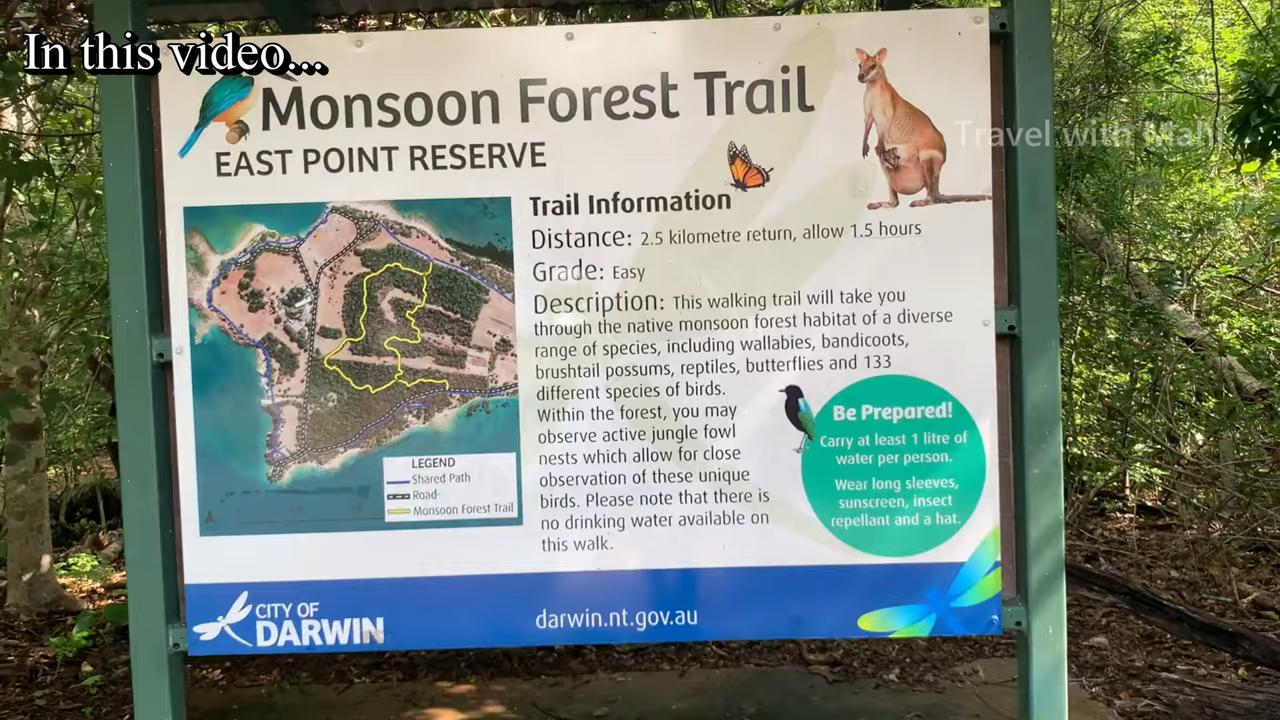 In this video...
Travel with Mahi
Monsoon Forest Trail
EAST POINT RESERVE
Trail Information
Distance: 2.5 kilometre return, allow 1.5 hours
Grade: Easy
Description: This walking trail will take you
through the native monsoon forest habitat of a diverse
range of species, including wallabies, bandicoots,
brushtail possums, reptiles, butterflies and 133
different species of birds.
Within the forest, you may
observe active jungle fowl
nests which allow for close
observation of these unique
birds. Please note that there is
no drinking water available on
this walk.
Be Prepared!
Carry at least 1 litre of
water per person.
Wear long sleeves,
sunscreen, insect
repellant and a hat.
LEGEND
Shared Path
Road
Monsoon Forest Trail
CITY OF
DARWIN
darwin.nt.gov.au